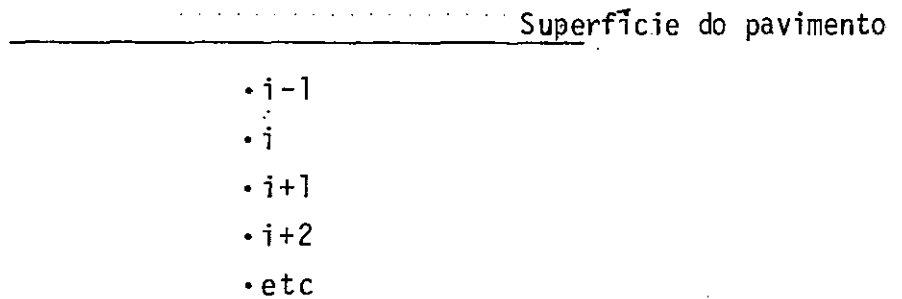 Superfície do pavimento
•i-1
•i
•i+1
•i+2
•etc